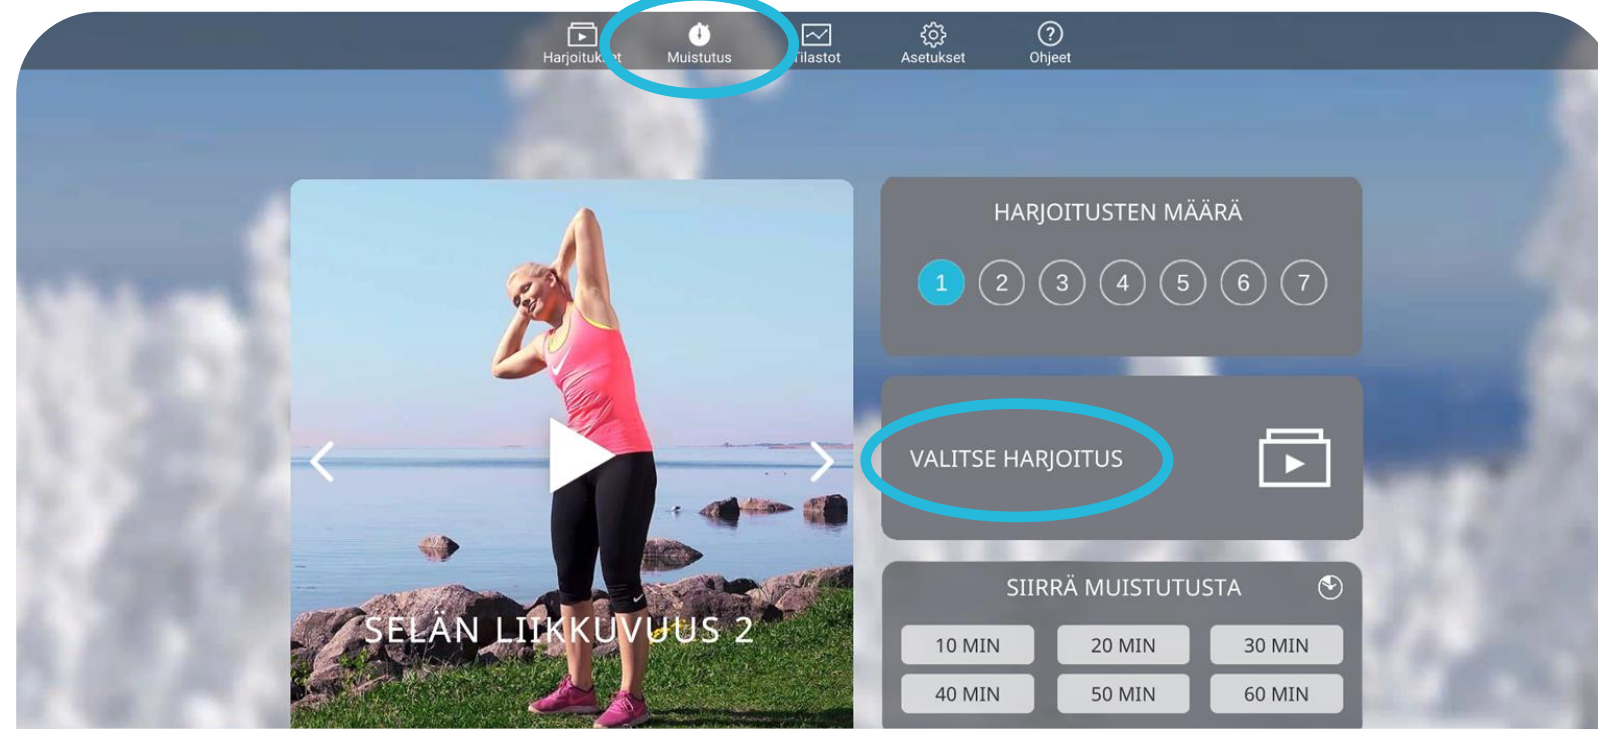 Harjoitukset
Muistutus
Tilastot
Asetukset
Ohjeet
HARJOITUSTEN MÄÄRÄ
1 2 3 4 5 6 7
VALITSE HARJOITUS
SELÄN LIIKKUVUUS 2
SIIRRÄ MUISTUTUSTA
10 MIN 20 MIN 30 MIN
40 MIN 50 MIN 60 MIN